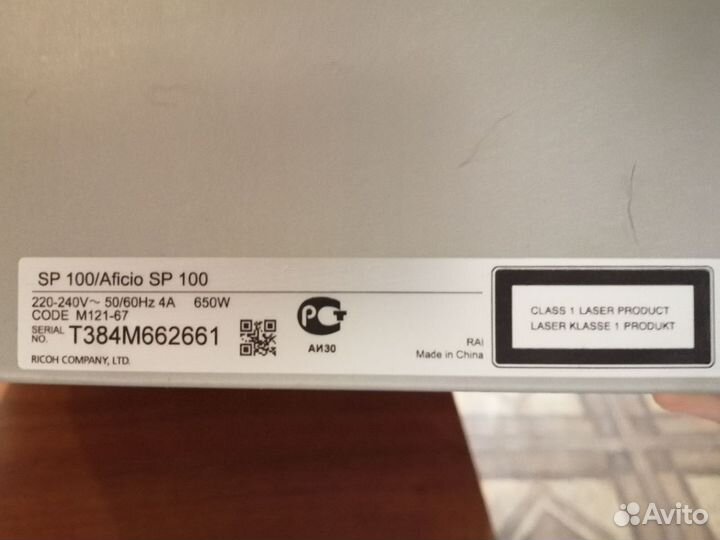 SP 100/Aficio SP 100
220-240V~ 50/60Hz 4A 650W
CODE M121-67
SERIAL NO. T384M662661
RICOH COMPANY, LTD.
РСТ
АИ30
RAI
Made in China
CLASS 1 LASER PRODUCT
LASER KLASSE 1 PRODUKT
Avito